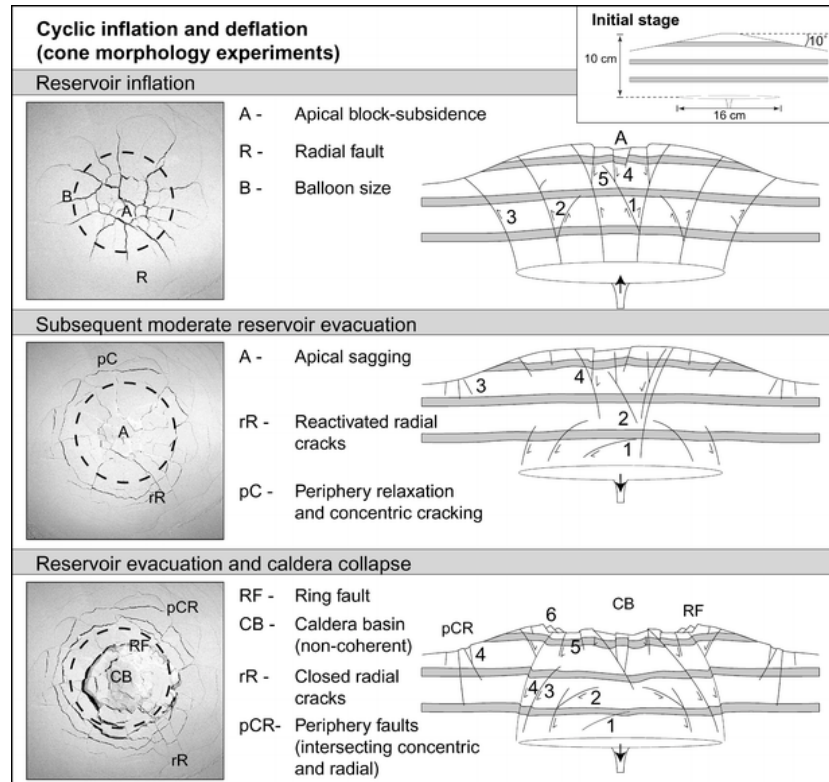 Cyclic inflation and deflation
(cone morphology experiments)
Initial stage
10 cm
10°
16 cm
Reservoir inflation
B
A
R
A - Apical block-subsidence
R - Radial fault
B - Balloon size
A
5 4
3 2 1
Subsequent moderate reservoir evacuation
pC
A
rR
A - Apical sagging
rR - Reactivated radial
cracks
pC - Periphery relaxation
and concentric cracking
3 4
2
1
Reservoir evacuation and caldera collapse
pCR
RF
CB
rR
RF - Ring fault
CB - Caldera basin
(non-coherent)
rR - Closed radial
cracks
pCR- Periphery faults
(intersecting concentric
and radial)
pCR 6 CB RF
4 5
4 3 2
1